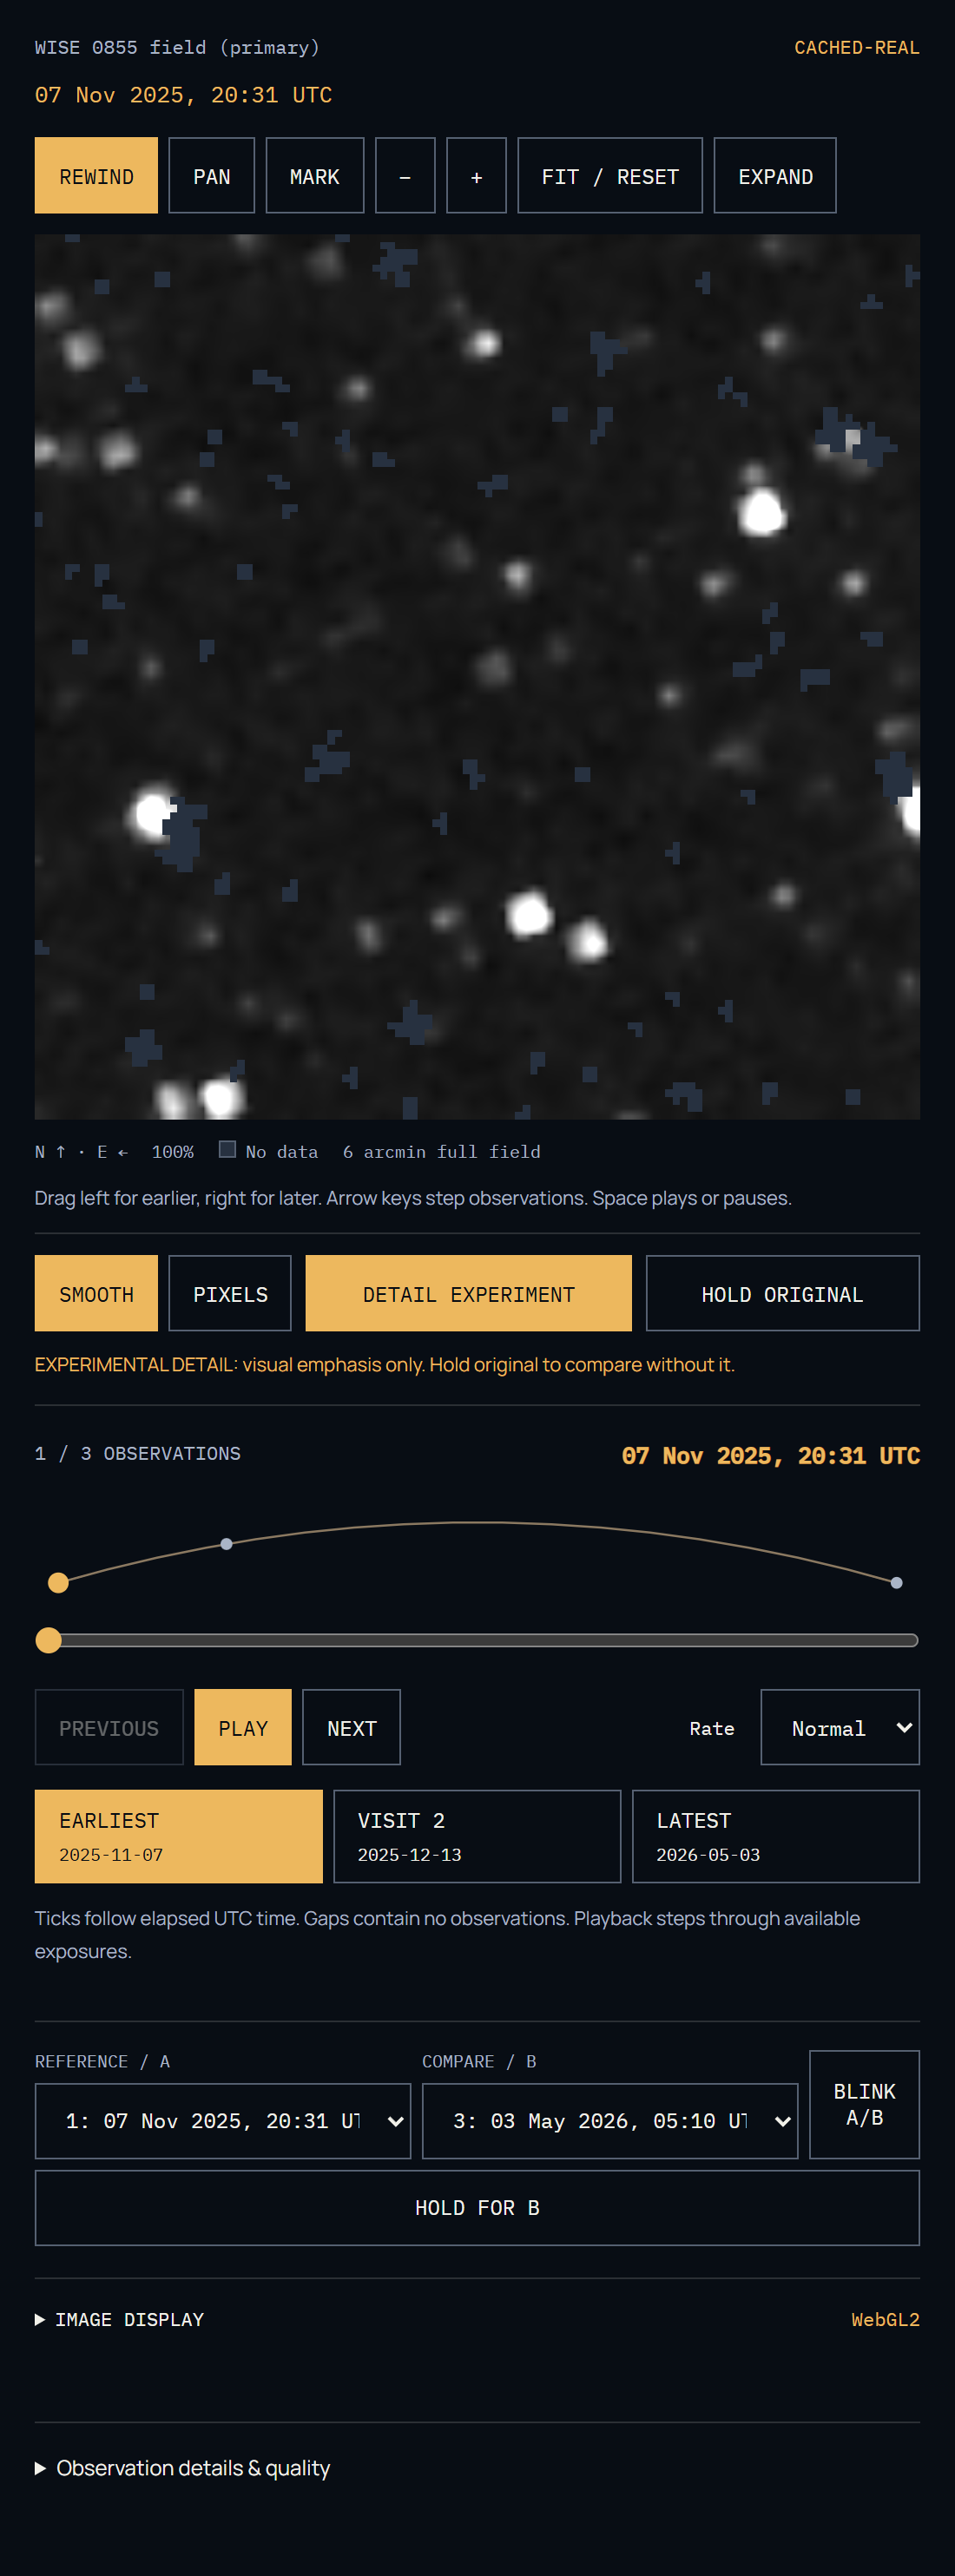 WISE 0855 field (primary)
CACHED-REAL
07 Nov 2025, 20:31 UTC
REWIND
PAN
MARK
−
+
FIT / RESET
EXPAND
N ↑ · E ← 100% No data 6 arcmin full field
Drag left for earlier, right for later. Arrow keys step observations. Space plays or pauses.
SMOOTH
PIXELS
DETAIL EXPERIMENT
HOLD ORIGINAL
EXPERIMENTAL DETAIL: visual emphasis only. Hold original to compare without it.
1 / 3 OBSERVATIONS
07 Nov 2025, 20:31 UTC
PREVIOUS
PLAY
NEXT
Rate
Normal
EARLIEST
2025-11-07
VISIT 2
2025-12-13
LATEST
2026-05-03
Ticks follow elapsed UTC time. Gaps contain no observations. Playback steps through available
exposures.
REFERENCE / A
1: 07 Nov 2025, 20:31 U
COMPARE / B
3: 03 May 2026, 05:10 U
BLINK
A/B
HOLD FOR B
IMAGE DISPLAY
WebGL2
Observation details & quality